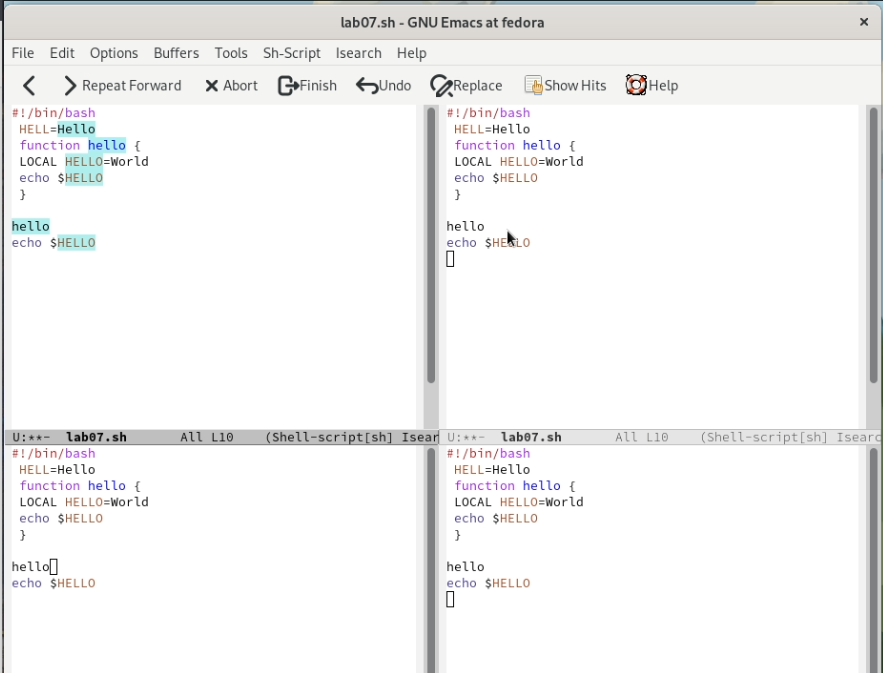 lab07.sh - GNU Emacs at fedora
File Edit Options Buffers Tools Sh-Script Isearch Help
Repeat Forward Abort Finish Undo Replace Show Hits Help
#!/bin/bash
HELL=Hello
function hello {
LOCAL HELLO=World
echo $HELLO
}
hello
echo $HELLO
U:**- lab07.sh All L10 (Shell-script[sh] Isear
#!/bin/bash
HELL=Hello
function hello {
LOCAL HELLO=World
echo $HELLO
}
hello
echo $HELLO
U:**- lab07.sh All L10 (Shell-script[sh] Isearc
#!/bin/bash
HELL=Hello
function hello {
LOCAL HELLO=World
echo $HELLO
}
hello
echo $HELLO
#!/bin/bash
HELL=Hello
function hello {
LOCAL HELLO=World
echo $HELLO
}
hello
echo $HELLO